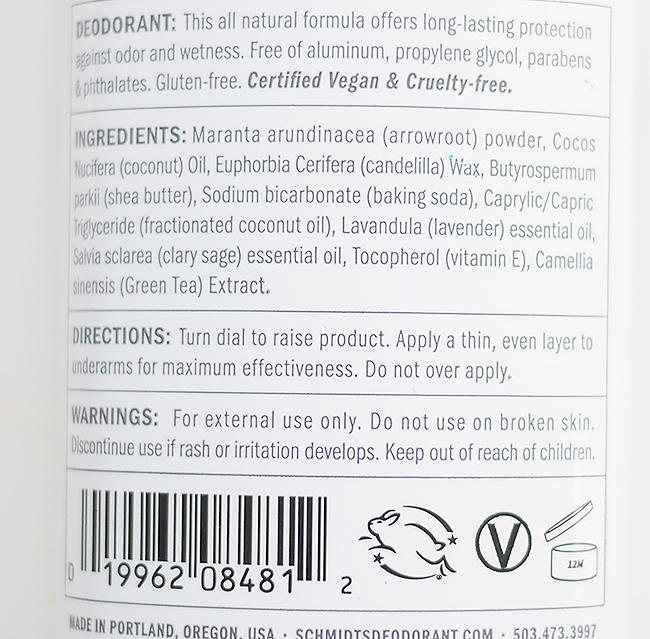 DEODORANT: This all natural formula offers long-lasting protection
against odor and wetness. Free of aluminum, propylene glycol, parabens
& phthalates. Gluten-free. Certified Vegan & Cruelty-free.
INGREDIENTS: Maranta arundinacea (arrowroot) powder, Cocos
Nucifera (coconut) Oil, Euphorbia Cerifera (candelilla) Wax, Butyrospermum
parkii (shea butter), Sodium bicarbonate (baking soda), Caprylic/Capric
Triglyceride (fractionated coconut oil), Lavandula (lavender) essential oil,
Salvia sclarea (clary sage) essential oil, Tocopherol (vitamin E), Camellia
sinensis (Green Tea) Extract.
DIRECTIONS: Turn dial to raise product. Apply a thin, even layer to
underarms for maximum effectiveness. Do not over apply.
WARNINGS: For external use only. Do not use on broken skin.
Discontinue use if rash or irritation develops. Keep out of reach of children.
0 19962 08481 2
V
12M
MADE IN PORTLAND, OREGON, USA · SCHMIDTSDEODORANT.COM · 503.473.3997